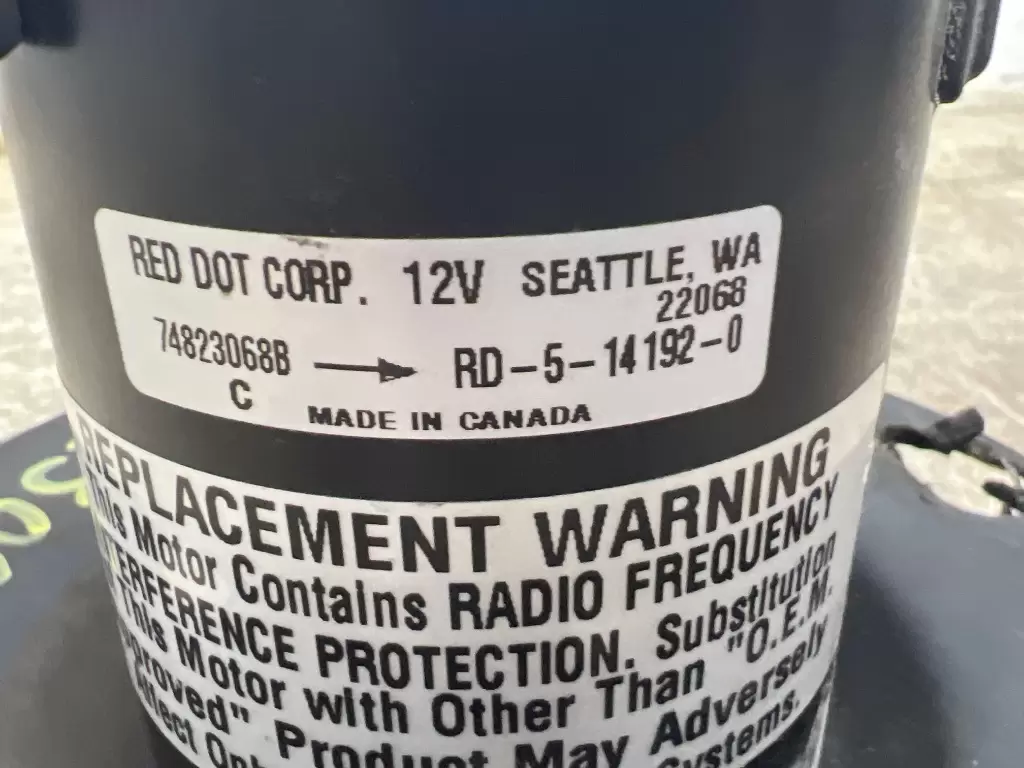 RED DOT CORP. 12V SEATTLE, WA
22068
74823068B → RD-5-14192-0
C
MADE IN CANADA
REPLACEMENT WARNING
This Motor Contains RADIO FREQUENCY
INTERFERENCE PROTECTION. Substitution
This Motor with Other Than "O.E.M.
Approved" Product May Adversely
Systems.